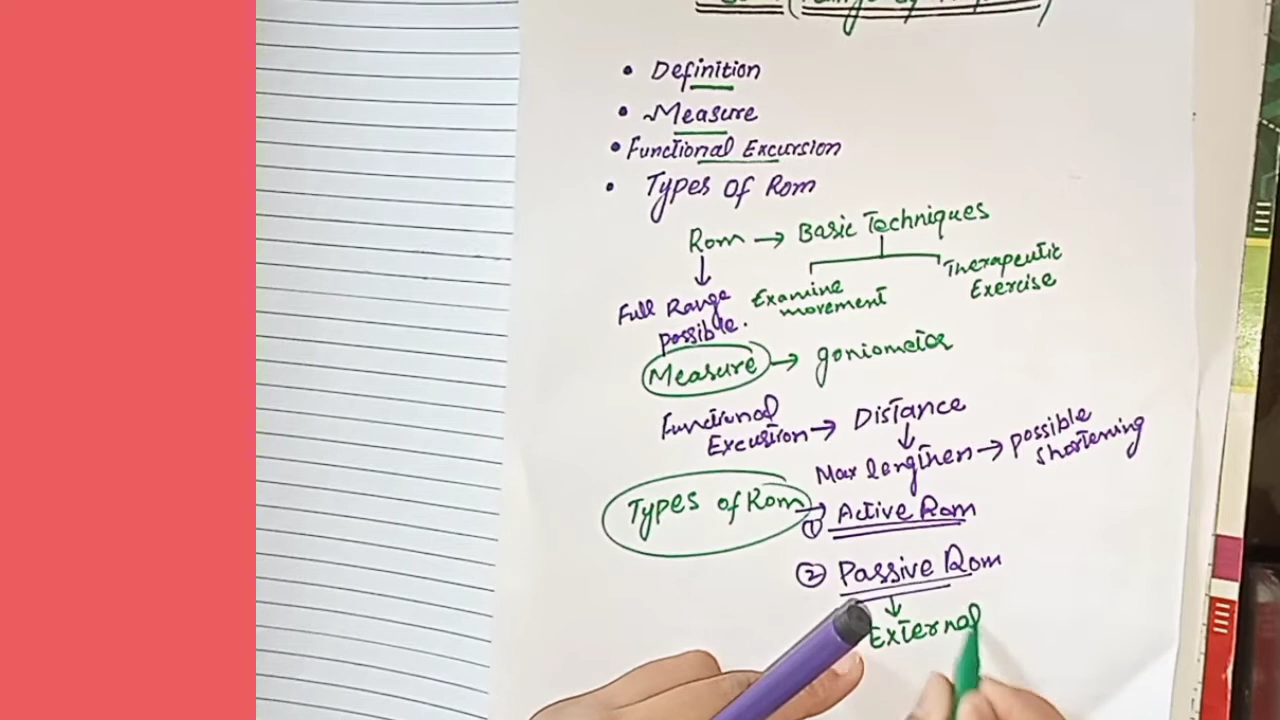 • Definition
• Measure
• Functional Excursion
• Types of Rom
Rom → Basic Techniques
↓
Full Range possible.
Examine movement
Therapeutic Exercise
Measure → goniometer
Functional Excustion → Distance
↓
Max lengthen → possible shortening
Types of Rom → ① Active Rom
② Passive Rom
↓
External